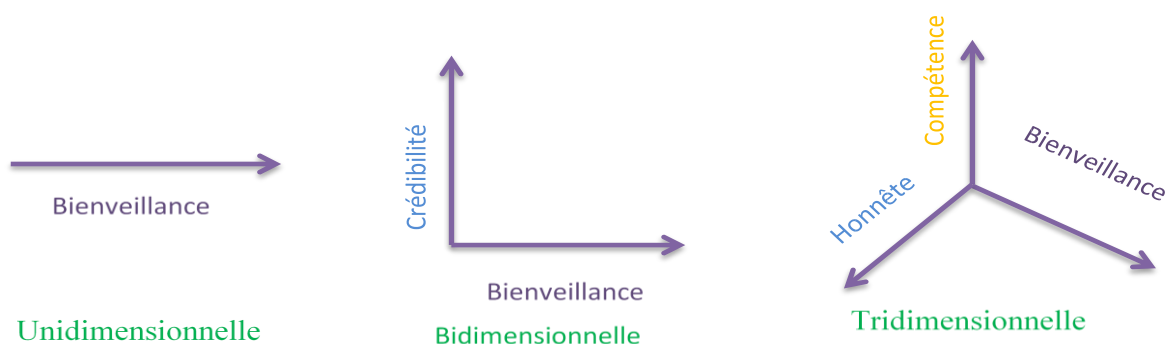 Bienveillance
Unidimensionnelle
Crédibilité
Bienveillance
Bidimensionnelle
Compétence
Bienveillance
Honnête
Tridimensionnelle